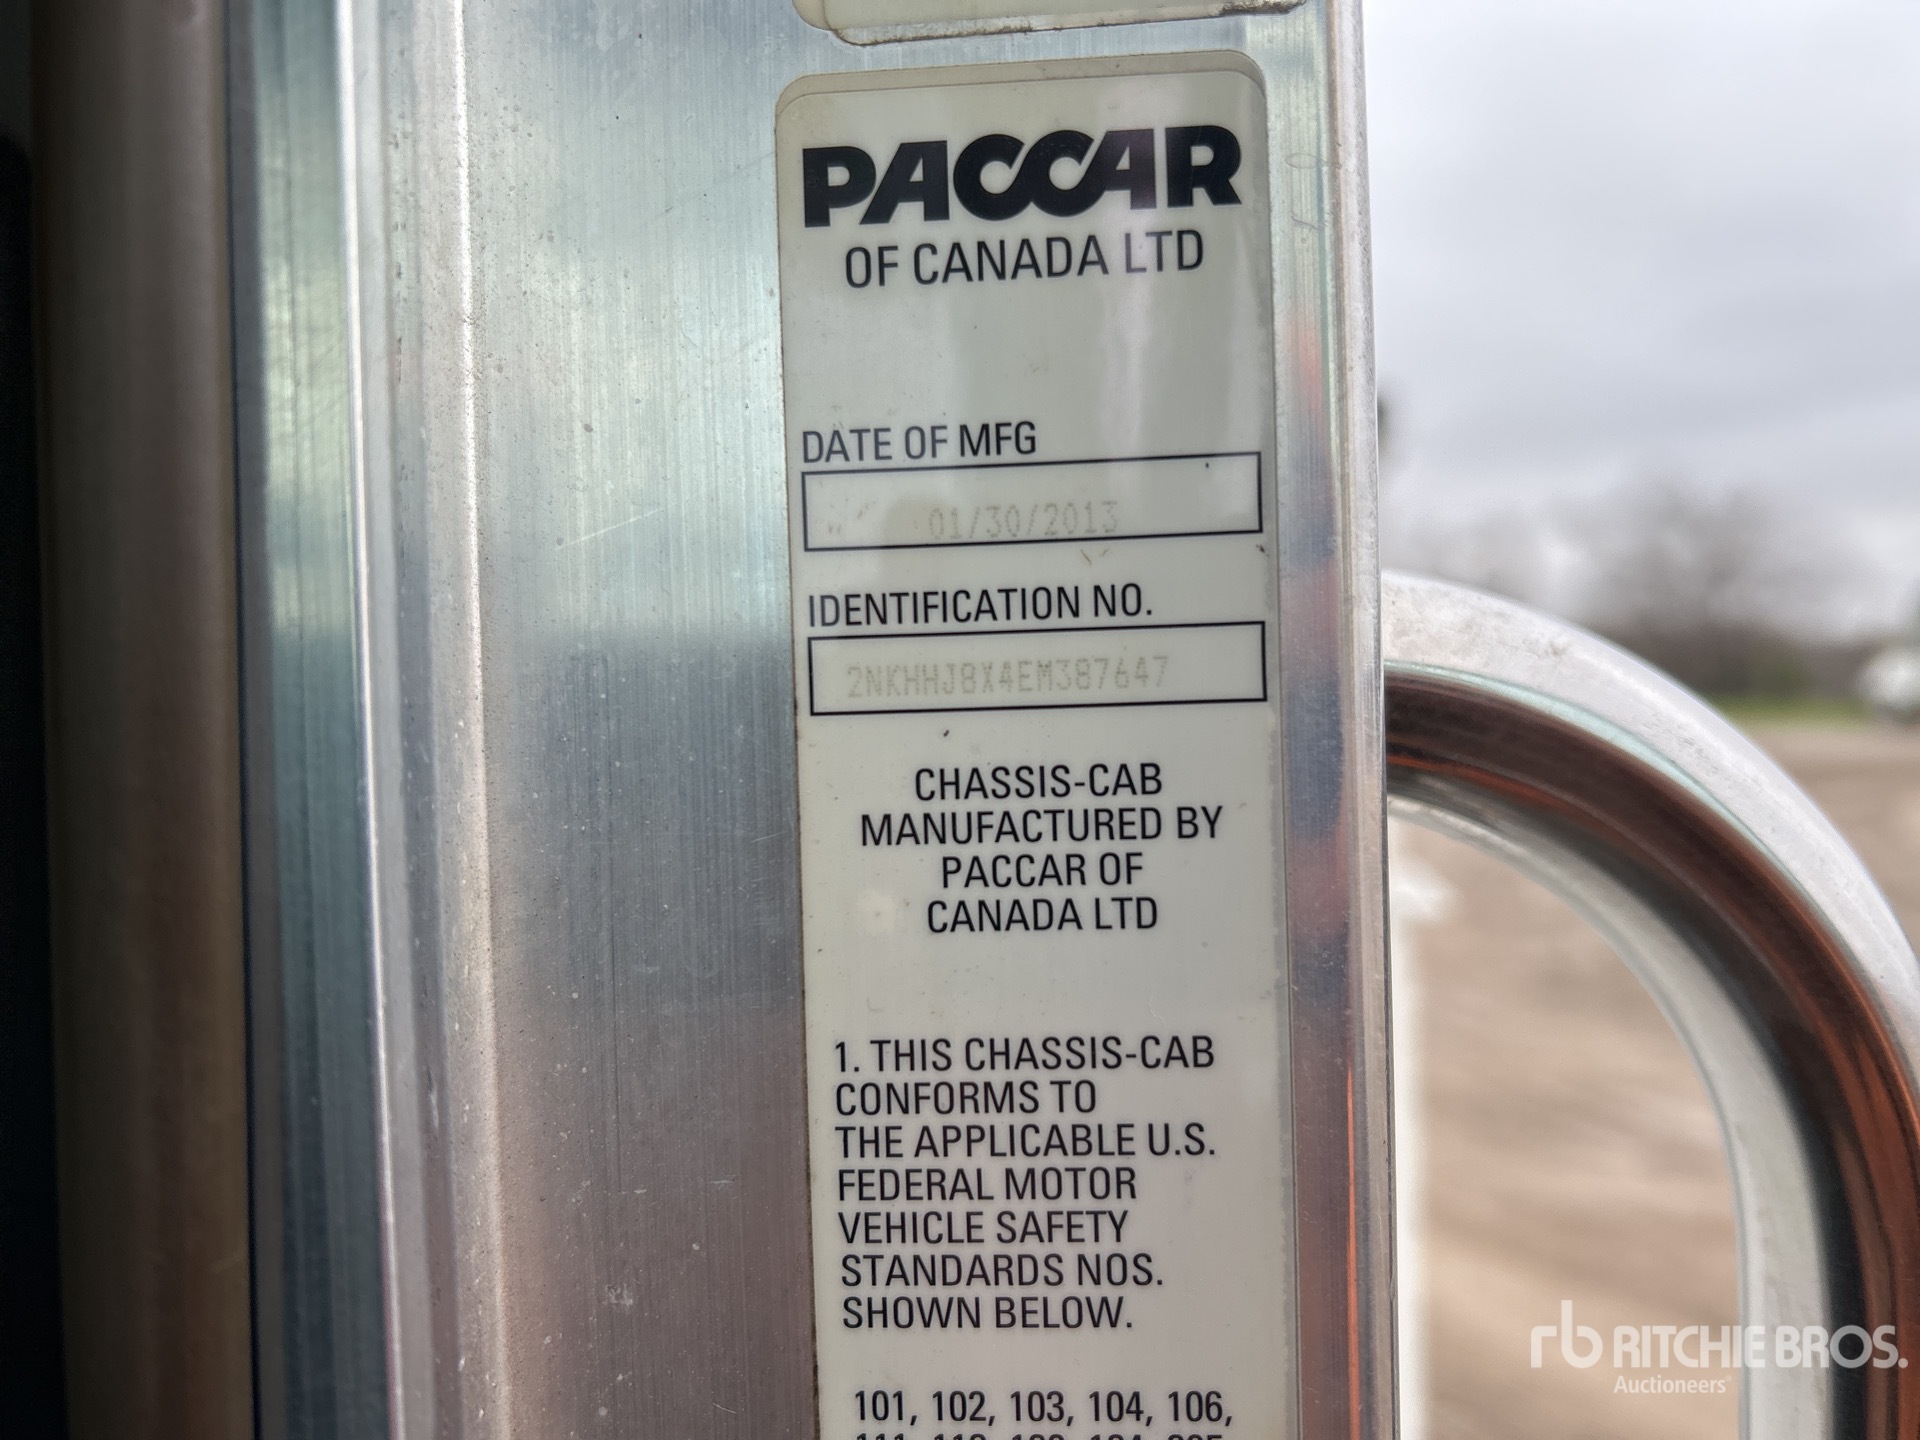 PACCAR
OF CANADA LTD
DATE OF MFG
01/30/2013
IDENTIFICATION NO.
2NKHHJ8X4EM387647
CHASSIS-CAB
MANUFACTURED BY
PACCAR OF
CANADA LTD
1. THIS CHASSIS-CAB
CONFORMS TO
THE APPLICABLE U.S.
FEDERAL MOTOR
VEHICLE SAFETY
STANDARDS NOS.
SHOWN BELOW.
101, 102, 103, 104, 106,
rb RITCHIE BROS.
Auctioneers